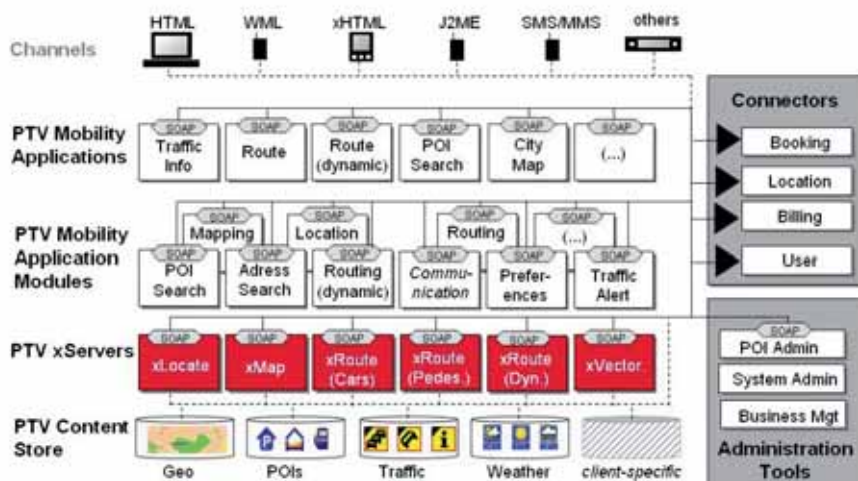 HTML
WML
xHTML
J2ME
SMS/MMS
others
Channels
PTV Mobility
Applications
SOAP
Traffic
Info
SOAP
Route
SOAP
Route
(dynamic)
SOAP
POI
Search
SOAP
City
Map
SOAP
(...)
PTV Mobility
Application
Modules
SOAP
Mapping
SOAP
Location
SOAP
Routing
SOAP
(...)
SOAP
POI
Search
SOAP
Adress
Search
SOAP
Routing
(dynamic)
SOAP
Commu-
nication
SOAP
Prefer-
ences
SOAP
Traffic
Alert
PTV xServers
SOAP
xLocate
SOAP
xMap
SOAP
xRoute
(Cars)
SOAP
xRoute
(Pedes.)
SOAP
xRoute
(Dyn.)
SOAP
xVector
PTV Content
Store
P
i
Geo
POIs
Traffic
Weather
client-specific
Connectors
Booking
Location
Billing
User
SOAP
POI Admin
System Admin
Business Mgt
Administration
Tools